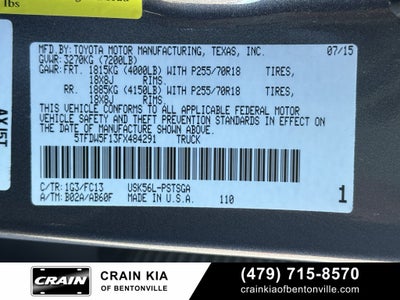 lbs
MFD.BY:TOYOTA MOTOR MANUFACTURING, TEXAS, INC. 07/15
GVWR:3270KG (7200LB)
GAWR:FRT. 1815KG (4000LB) WITH P255/70R18 TIRES,
18X8J RIMS.
RR. 1885KG (4150LB) WITH P255/70R18 TIRES,
18X8J RIMS.
THIS VEHICLE CONFORMS TO ALL APPLICABLE FEDERAL MOTOR
VEHICLE SAFETY AND THEFT PREVENTION STANDARDS IN EFFECT
ON THE DATE OF MANUFACTURE SHOWN ABOVE.
5TFDW5F13FX484291 TRUCK
C/TR:1G3/FC13 USK56L-PSTSGA
A/TM:B02A/AB60F MADE IN U.S.A. 110 1
AX/5T
CRAIN
CRAIN KIA
OF BENTONVILLE
(479) 715-8570
crainkiaofbentonville.com